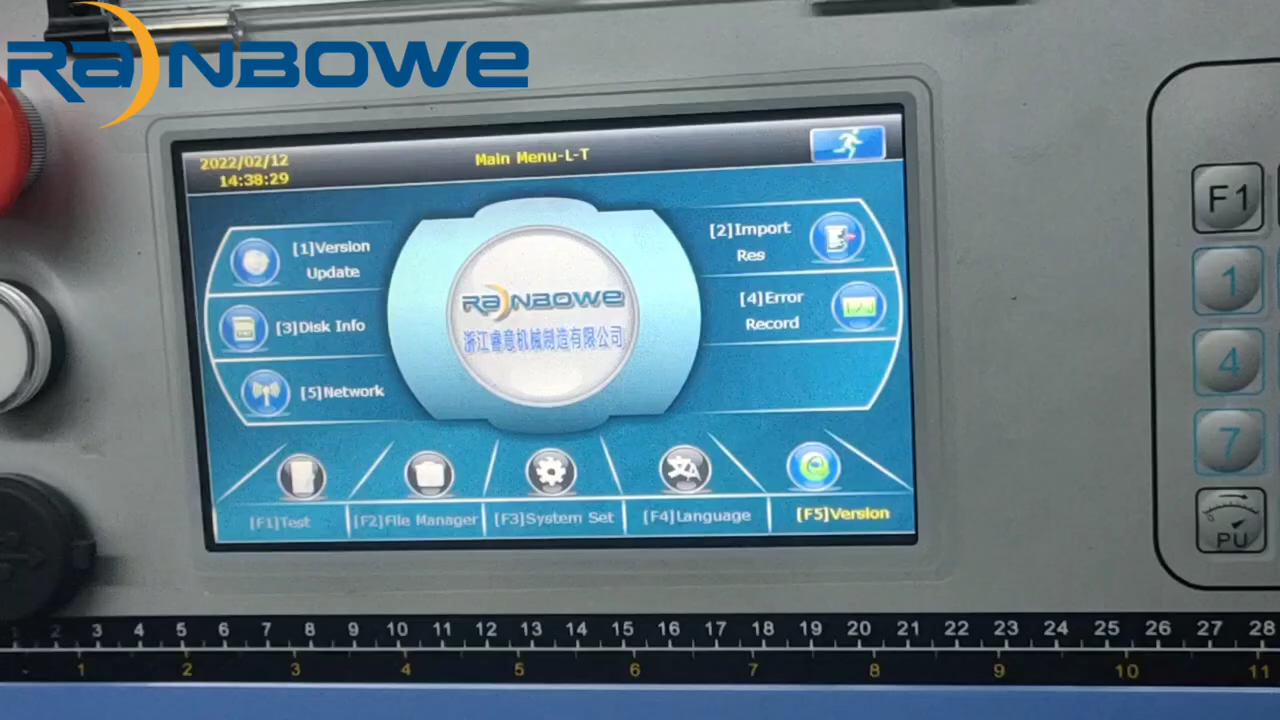 RAINBOWE
2022/02/12
14:38:29
Main Menu-L-T
[1]Version
Update
[2]Import
Res
[3]Disk Info
[4]Error
Record
[5]Network
RAINBOWE
浙江睿意机械制造有限公司
[F1]Test
[F2]File Manager
[F3]System Set
[F4]Language
[F5]Version
F1
1
4
7
PU
1 2 3 4 5 6 7 8 9 10 11 12 13 14 15 16 17 18 19 20 21 22 23 24 25 26 27 28
1 2 3 4 5 6 7 8 9 10 11